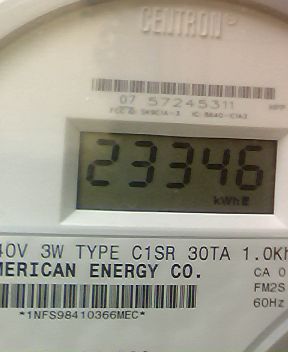 CENTRON
07 57245311
23346
kWh
40V 3W TYPE C1SR 30TA 1.0Kh
MERICAN ENERGY CO.
CA 0
FM2S
*1NFS98410366MEC*
60Hz